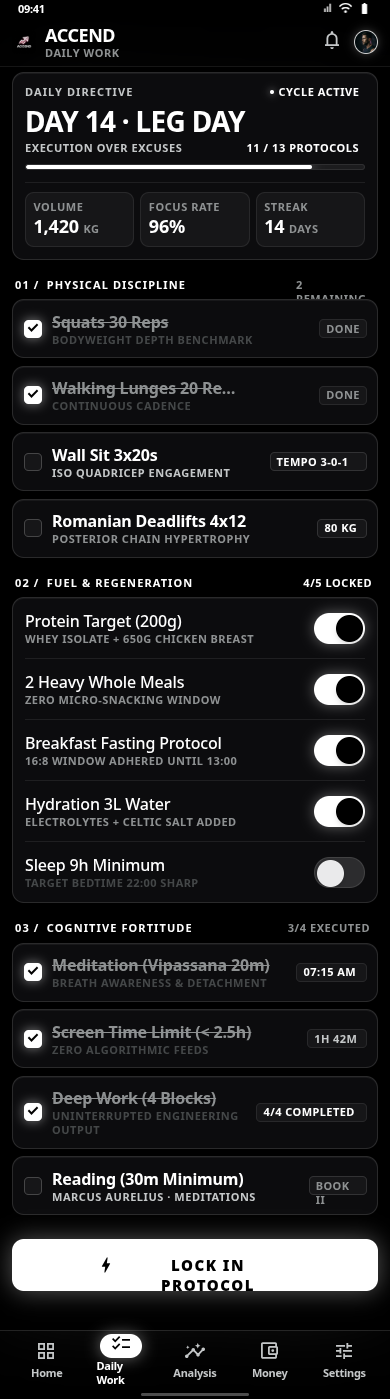 09:41
ACCEND
DAILY WORK
DAILY DIRECTIVE
• CYCLE ACTIVE
DAY 14 · LEG DAY
EXECUTION OVER EXCUSES
11 / 13 PROTOCOLS
VOLUME
1,420 KG
FOCUS RATE
96%
STREAK
14 DAYS
01 / PHYSICAL DISCIPLINE
2 REMAINING
Squats 30 Reps
BODYWEIGHT DEPTH BENCHMARK
DONE
Walking Lunges 20 Re...
CONTINUOUS CADENCE
DONE
Wall Sit 3x20s
ISO QUADRICEP ENGAGEMENT
TEMPO 3-0-1
Romanian Deadlifts 4x12
POSTERIOR CHAIN HYPERTROPHY
80 KG
02 / FUEL & REGENERATION
4/5 LOCKED
Protein Target (200g)
WHEY ISOLATE + 650G CHICKEN BREAST
2 Heavy Whole Meals
ZERO MICRO-SNACKING WINDOW
Breakfast Fasting Protocol
16:8 WINDOW ADHERED UNTIL 13:00
Hydration 3L Water
ELECTROLYTES + CELTIC SALT ADDED
Sleep 9h Minimum
TARGET BEDTIME 22:00 SHARP
03 / COGNITIVE FORTITUDE
3/4 EXECUTED
Meditation (Vipassana 20m)
BREATH AWARENESS & DETACHMENT
07:15 AM
Screen Time Limit (< 2.5h)
ZERO ALGORITHMIC FEEDS
1H 42M
Deep Work (4 Blocks)
UNINTERRUPTED ENGINEERING
OUTPUT
4/4 COMPLETED
Reading (30m Minimum)
MARCUS AURELIUS · MEDITATIONS
BOOK
II
LOCK IN
PROTOCOL
Home
Daily
Work
Analysis
Money
Settings